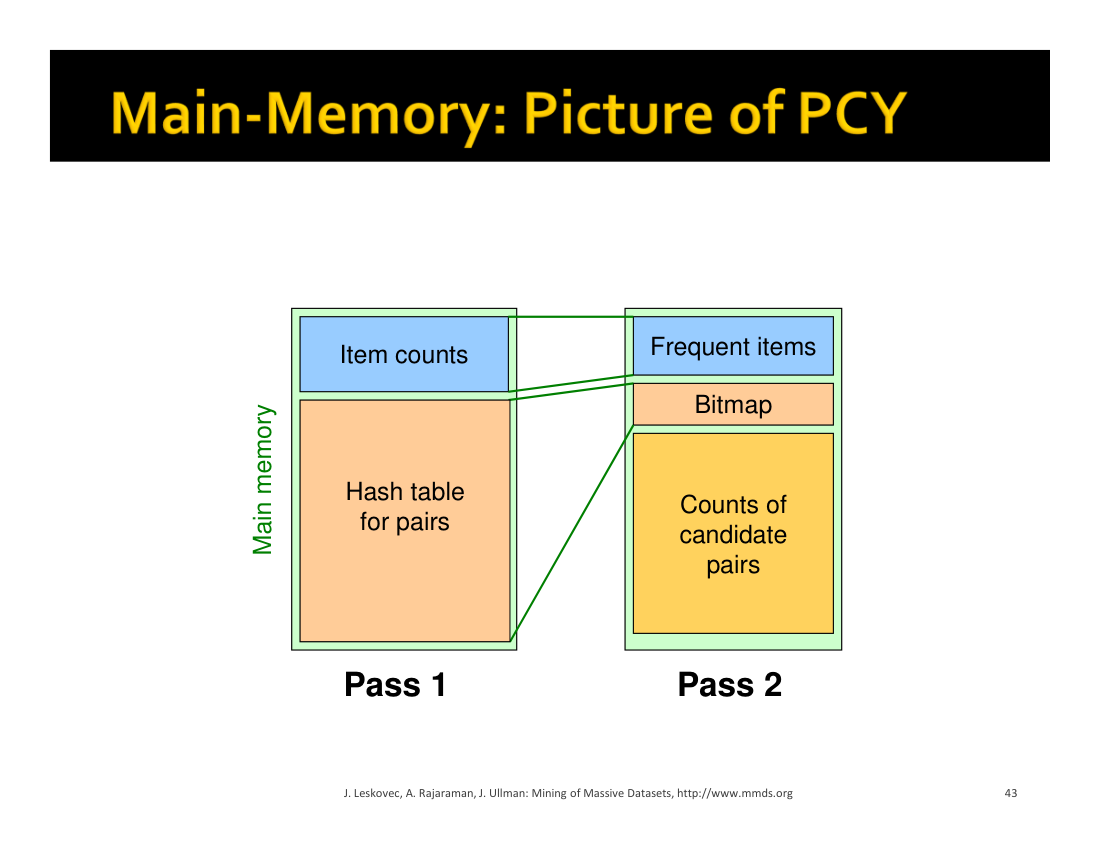 Main-Memory: Picture of PCY
Item counts
Hash table
for pairs
Main memory
Frequent items
Bitmap
Counts of
candidate
pairs
Pass 1
Pass 2
J. Leskovec, A. Rajaraman, J. Ullman: Mining of Massive Datasets, http://www.mmds.org
43